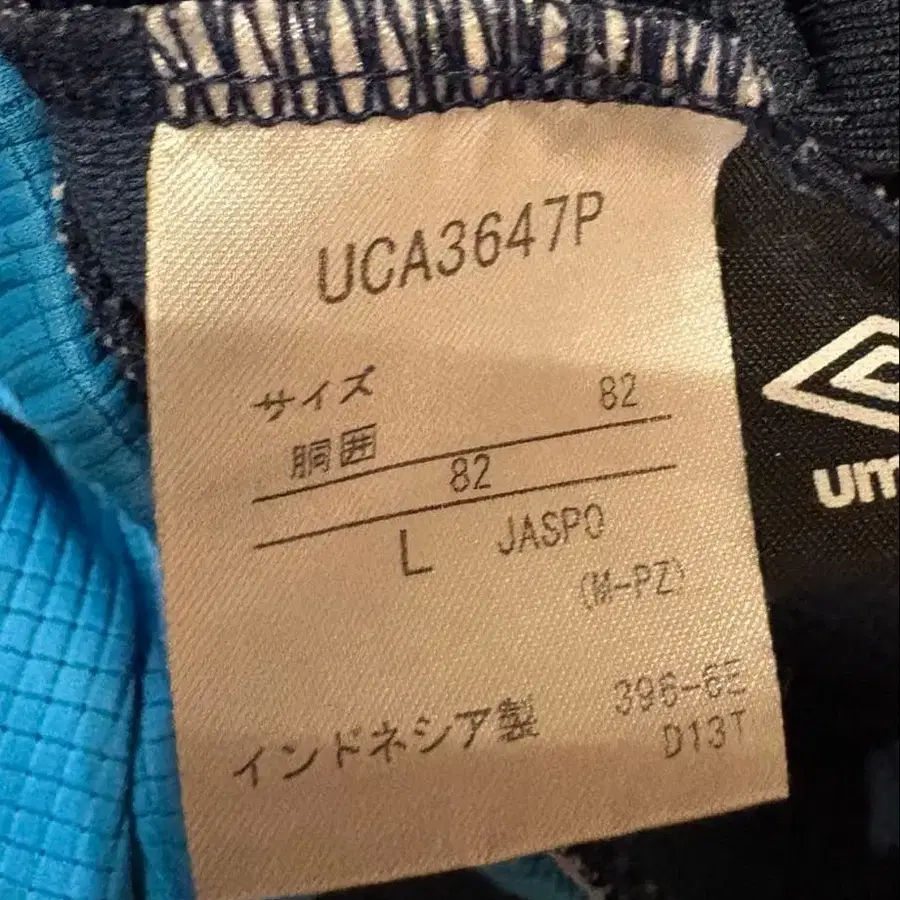 UCA3647P
サイズ 82
胴囲 82
L JASPO
(M-PZ)
インドネシア製 396-6E
D13T
um